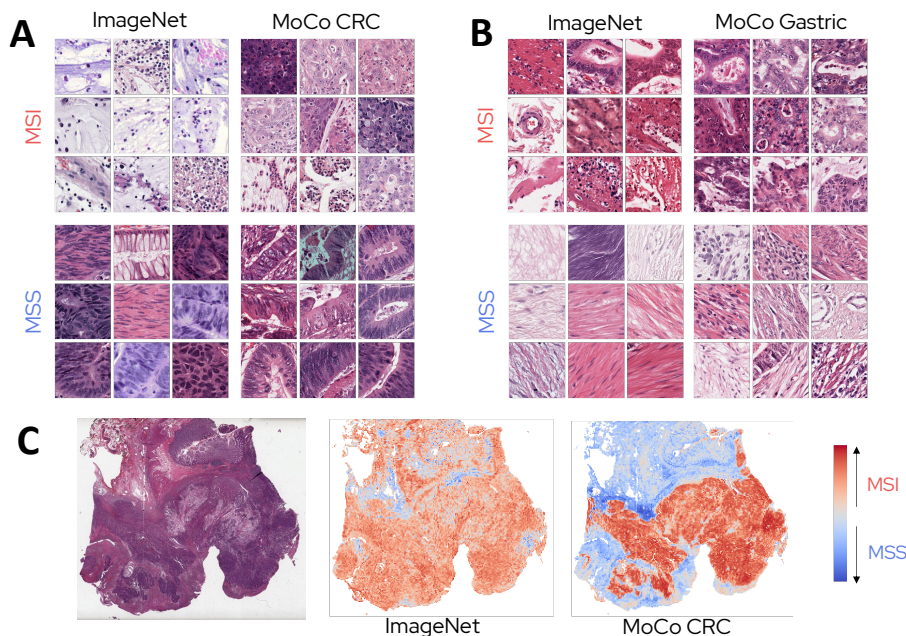 A
ImageNet
MoCo CRC
MSI
MSS
B
ImageNet
MoCo Gastric
MSI
MSS
C
ImageNet
MoCo CRC
MSI
MSS